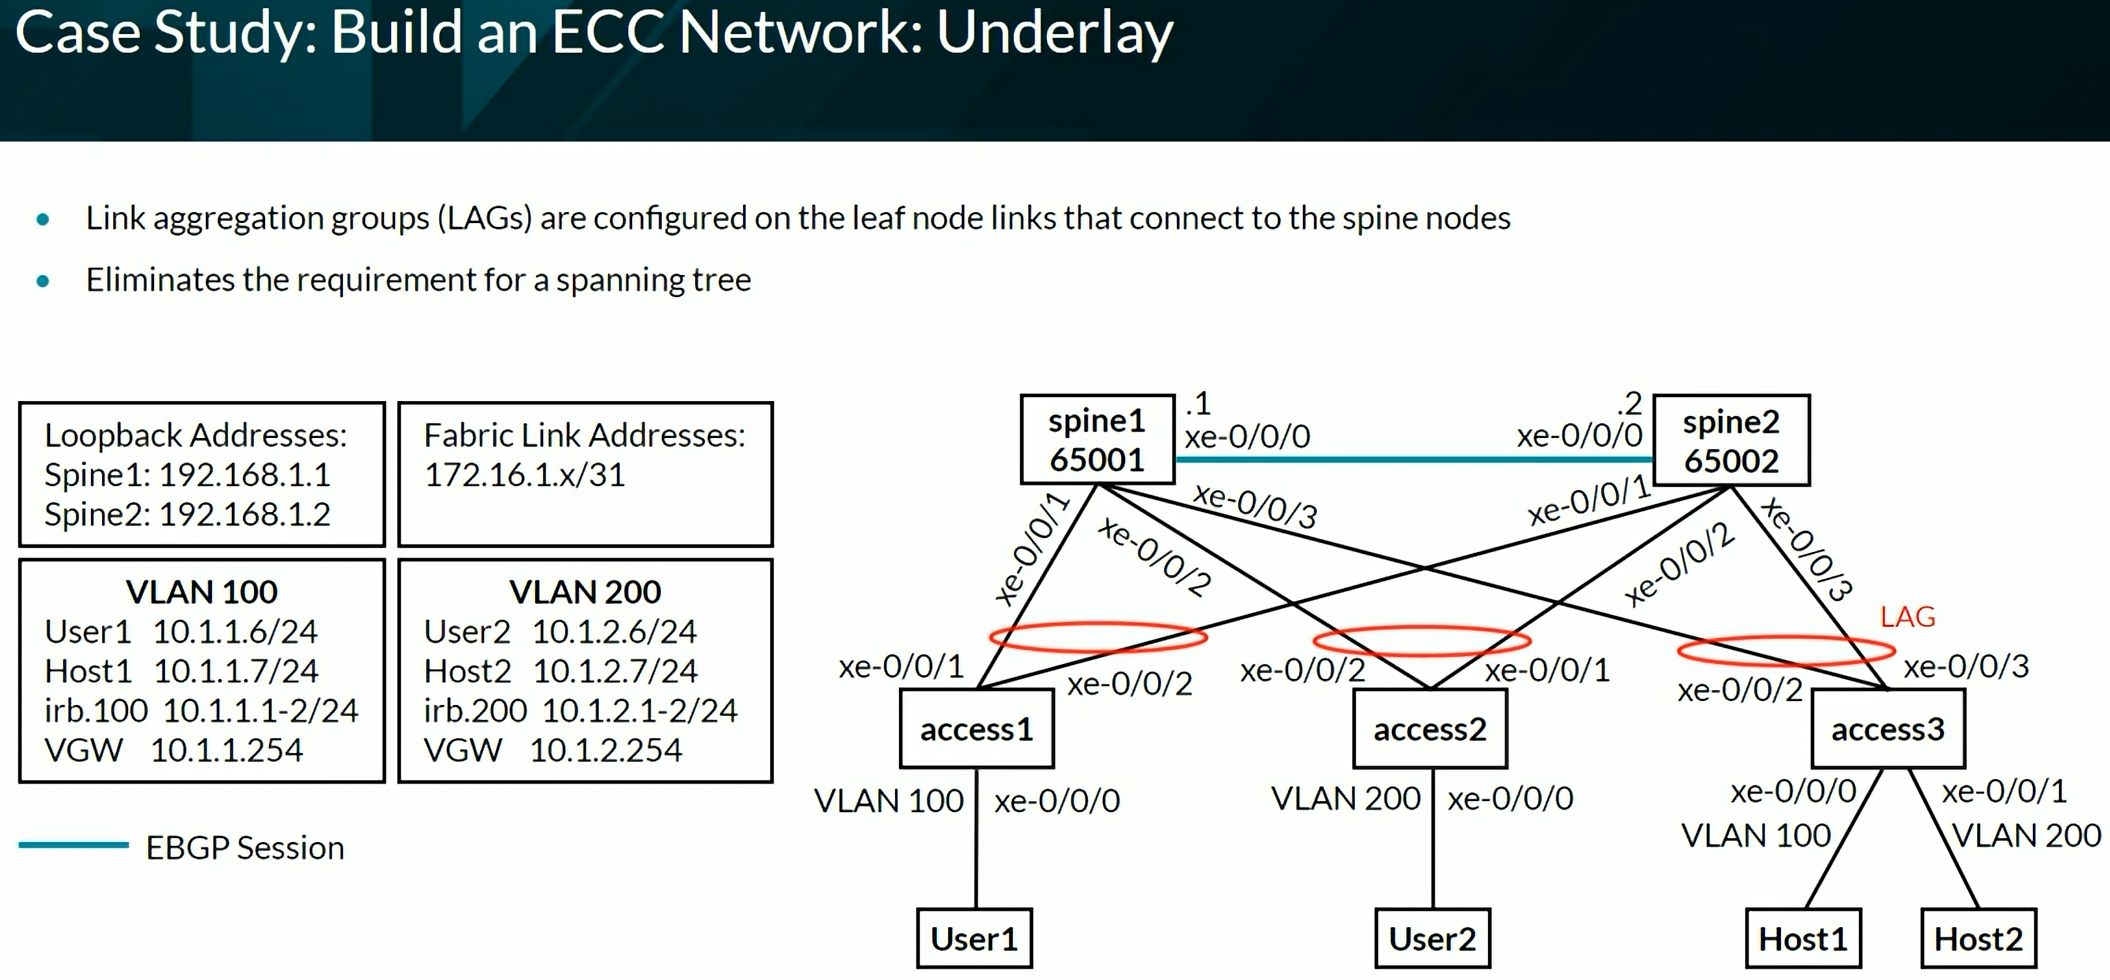 Case Study: Build an ECC Network: Underlay
Link aggregation groups (LAGs) are configured on the leaf node links that connect to the spine nodes
Eliminates the requirement for a spanning tree
Loopback Addresses:
Spine1: 192.168.1.1
Spine2: 192.168.1.2
Fabric Link Addresses:
172.16.1.x/31
VLAN 100
User1 10.1.1.6/24
Host1 10.1.1.7/24
irb.100 10.1.1.1-2/24
VGW 10.1.1.254
VLAN 200
User2 10.1.2.6/24
Host2 10.1.2.7/24
irb.200 10.1.2.1-2/24
VGW 10.1.2.254
EBGP Session
spine1
65001
.1
xe-0/0/0
.2
xe-0/0/0
spine2
65002
xe-0/0/1
xe-0/0/2
xe-0/0/3
xe-0/0/1
xe-0/0/2
xe-0/0/3
LAG
xe-0/0/1
xe-0/0/2
xe-0/0/2
xe-0/0/1
xe-0/0/2
xe-0/0/3
access1
access2
access3
VLAN 100
xe-0/0/0
VLAN 200
xe-0/0/0
xe-0/0/0
VLAN 100
xe-0/0/1
VLAN 200
User1
User2
Host1
Host2